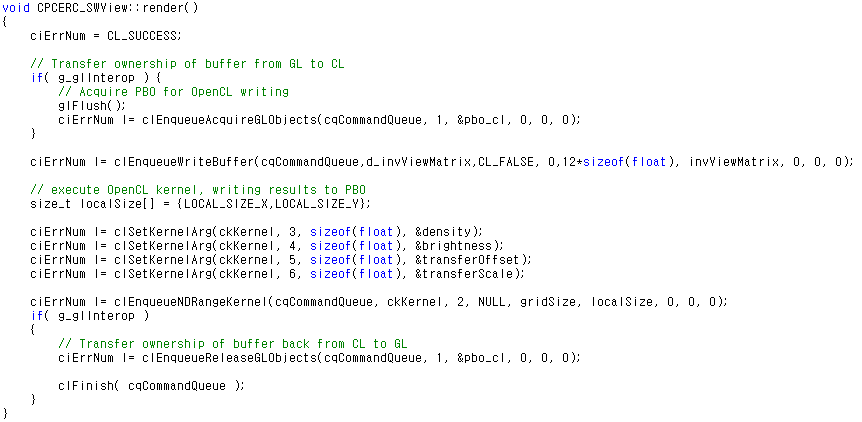 void CPCERC_SWView::render()
{
    ciErrNum = CL_SUCCESS;

    // Transfer ownership of buffer from GL to CL
    if( g_glInterop ) {
        // Acquire PBO for OpenCL writing
        glFlush();
        ciErrNum |= clEnqueueAcquireGLObjects(cqCommandQueue, 1, &pbo_cl, 0, 0, 0);
    }

    ciErrNum |= clEnqueueWriteBuffer(cqCommandQueue,d_invViewMatrix,CL_FALSE, 0,12*sizeof(float), invViewMatrix, 0, 0, 0);

    // execute OpenCL kernel, writing results to PBO
    size_t localSize[] = {LOCAL_SIZE_X,LOCAL_SIZE_Y};

    ciErrNum |= clSetKernelArg(ckKernel, 3, sizeof(float), &density);
    ciErrNum |= clSetKernelArg(ckKernel, 4, sizeof(float), &brightness);
    ciErrNum |= clSetKernelArg(ckKernel, 5, sizeof(float), &transferOffset);
    ciErrNum |= clSetKernelArg(ckKernel, 6, sizeof(float), &transferScale);

    ciErrNum |= clEnqueueNDRangeKernel(cqCommandQueue, ckKernel, 2, NULL, gridSize, localSize, 0, 0, 0);
    if( g_glInterop )
    {
        // Transfer ownership of buffer back from CL to GL
        ciErrNum |= clEnqueueReleaseGLObjects(cqCommandQueue, 1, &pbo_cl, 0, 0, 0);

        clFinish( cqCommandQueue );
    }
}